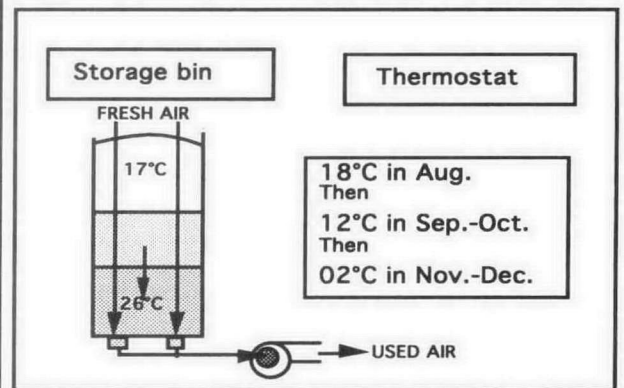 Storage bin
Thermostat
FRESH AIR
17°C
26°C
18°C in Aug.
Then
12°C in Sep.-Oct.
Then
02°C in Nov.-Dec.
USED AIR